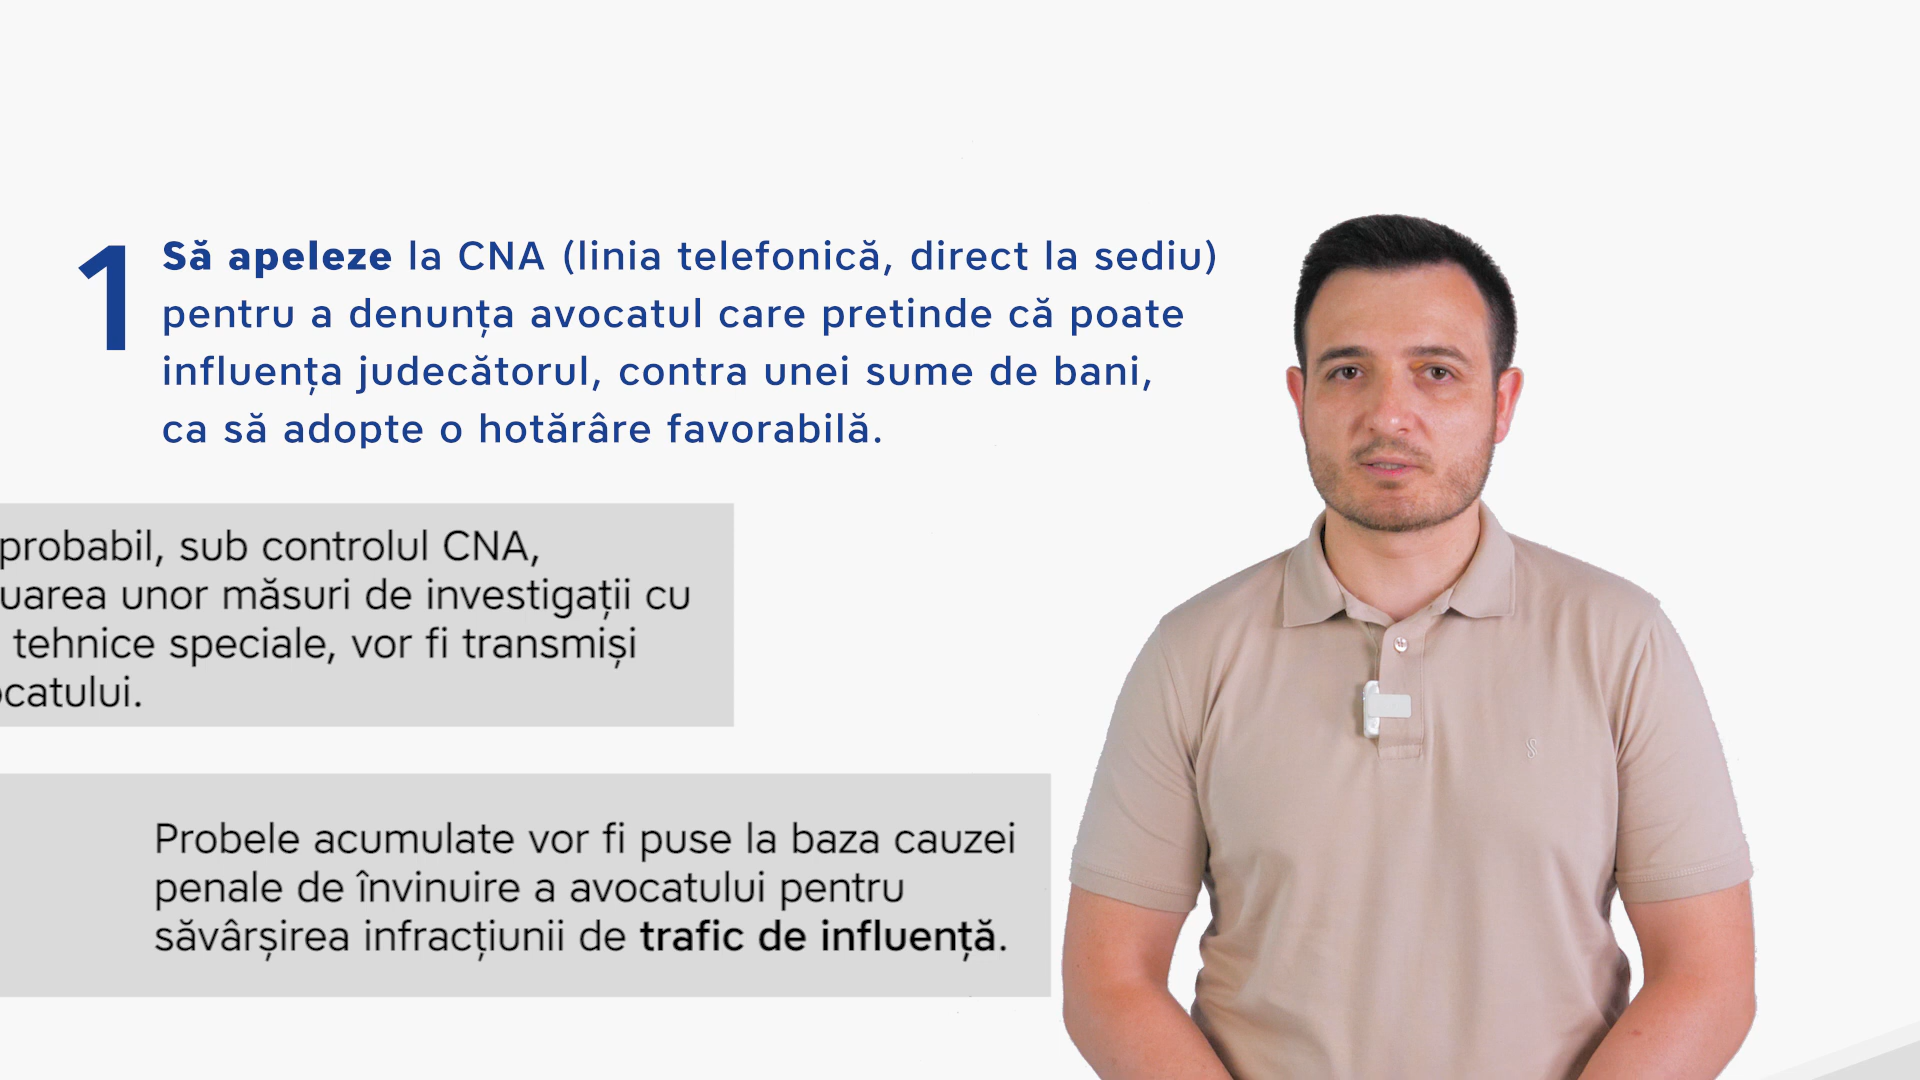 1
Să apeleze la CNA (linia telefonică, direct la sediu)
pentru a denunța avocatul care pretinde că poate
influența judecătorul, contra unei sume de bani,
ca să adopte o hotărâre favorabilă.
probabil, sub controlul CNA,
uarea unor măsuri de investigații cu
tehnice speciale, vor fi transmiși
ocatului.
Probele acumulate vor fi puse la baza cauzei
penale de învinuire a avocatului pentru
săvârșirea infracțiunii de trafic de influență.